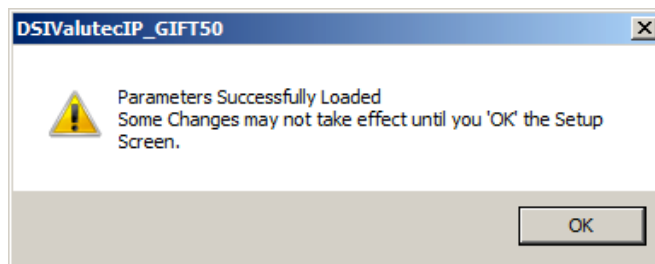 DSIValutecIP_GIFT50
Parameters Successfully Loaded
Some Changes may not take effect until you 'OK' the Setup
Screen.
OK